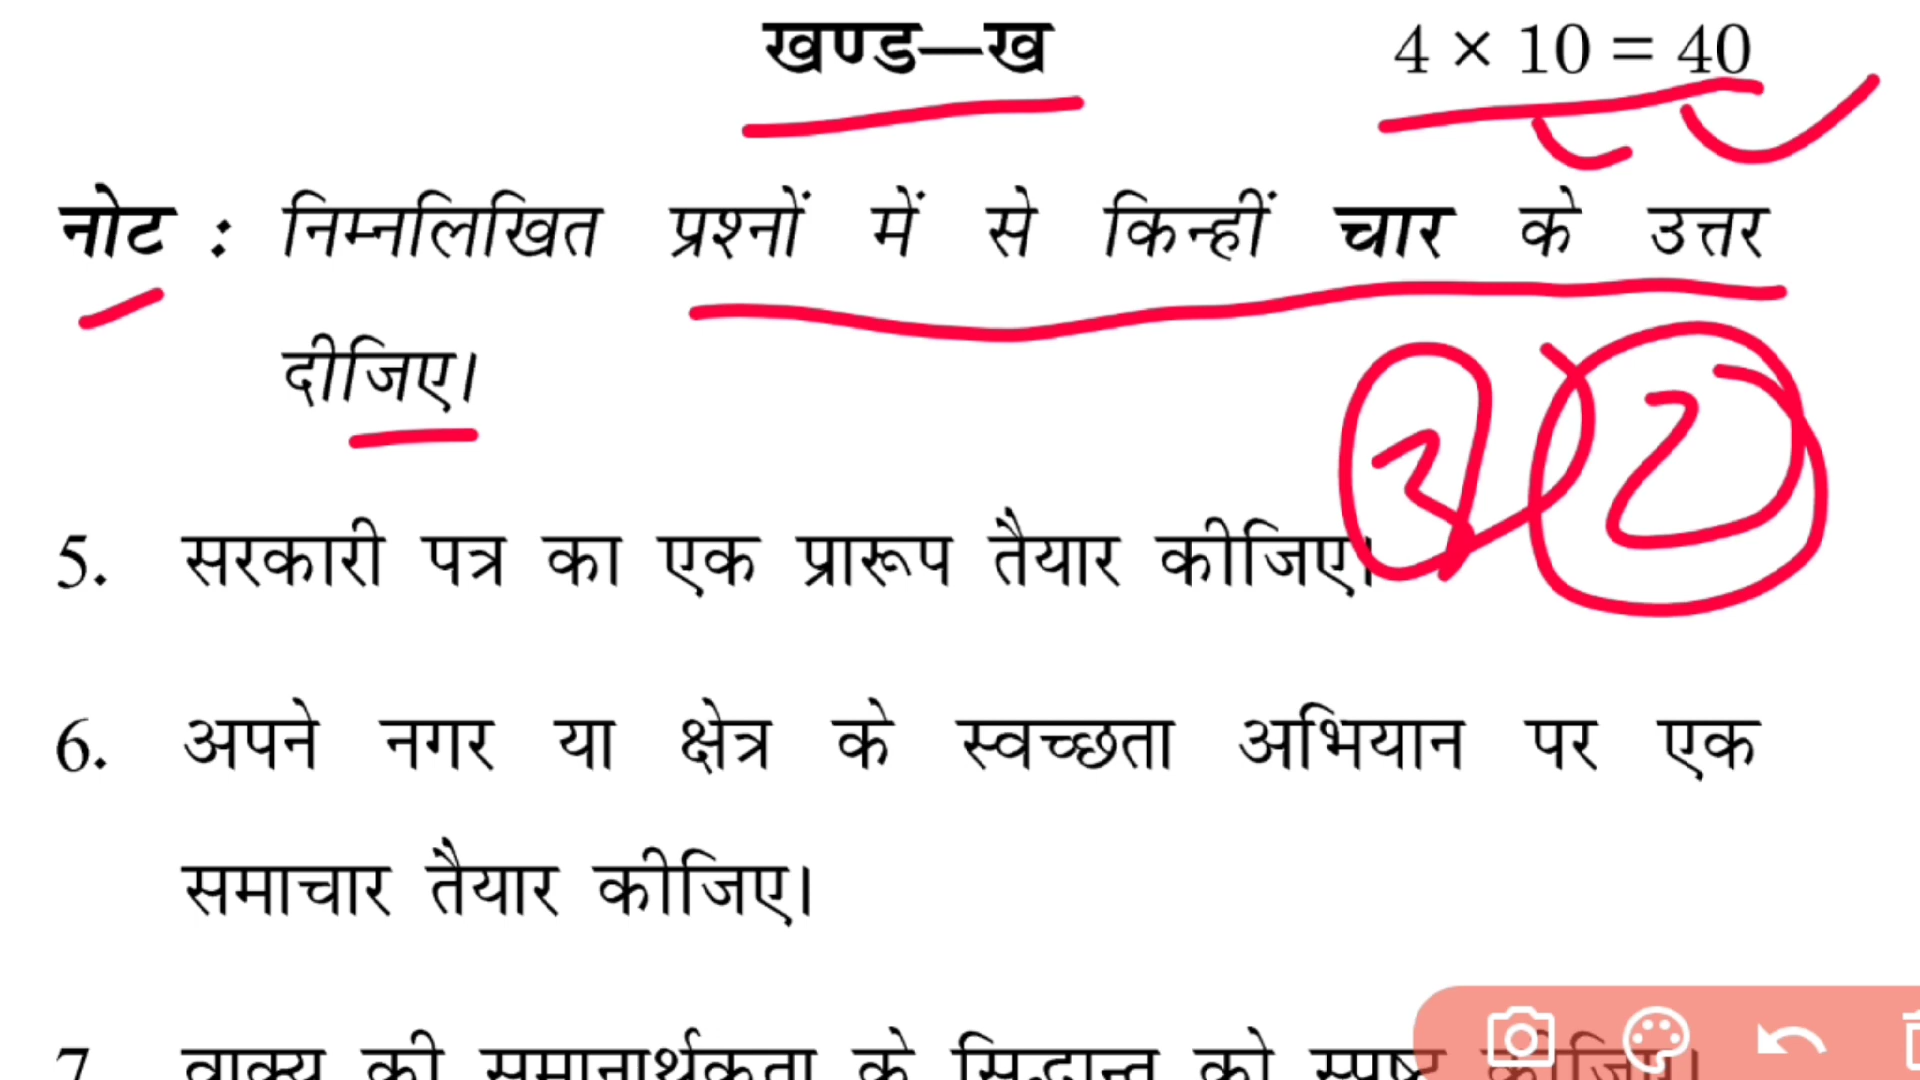 खण्ड—ख 4 × 10 = 40
नोट : निम्नलिखित प्रश्नों में से किन्हीं चार के उत्तर
दीजिए।
2
5. सरकारी पत्र का एक प्रारूप तैयार कीजिए।
6. अपने नगर या क्षेत्र के स्वच्छता अभियान पर एक
समाचार तैयार कीजिए।
7. वाक्य की समानार्थकता के सिद्धान्त को स्पष्ट कीजिए।